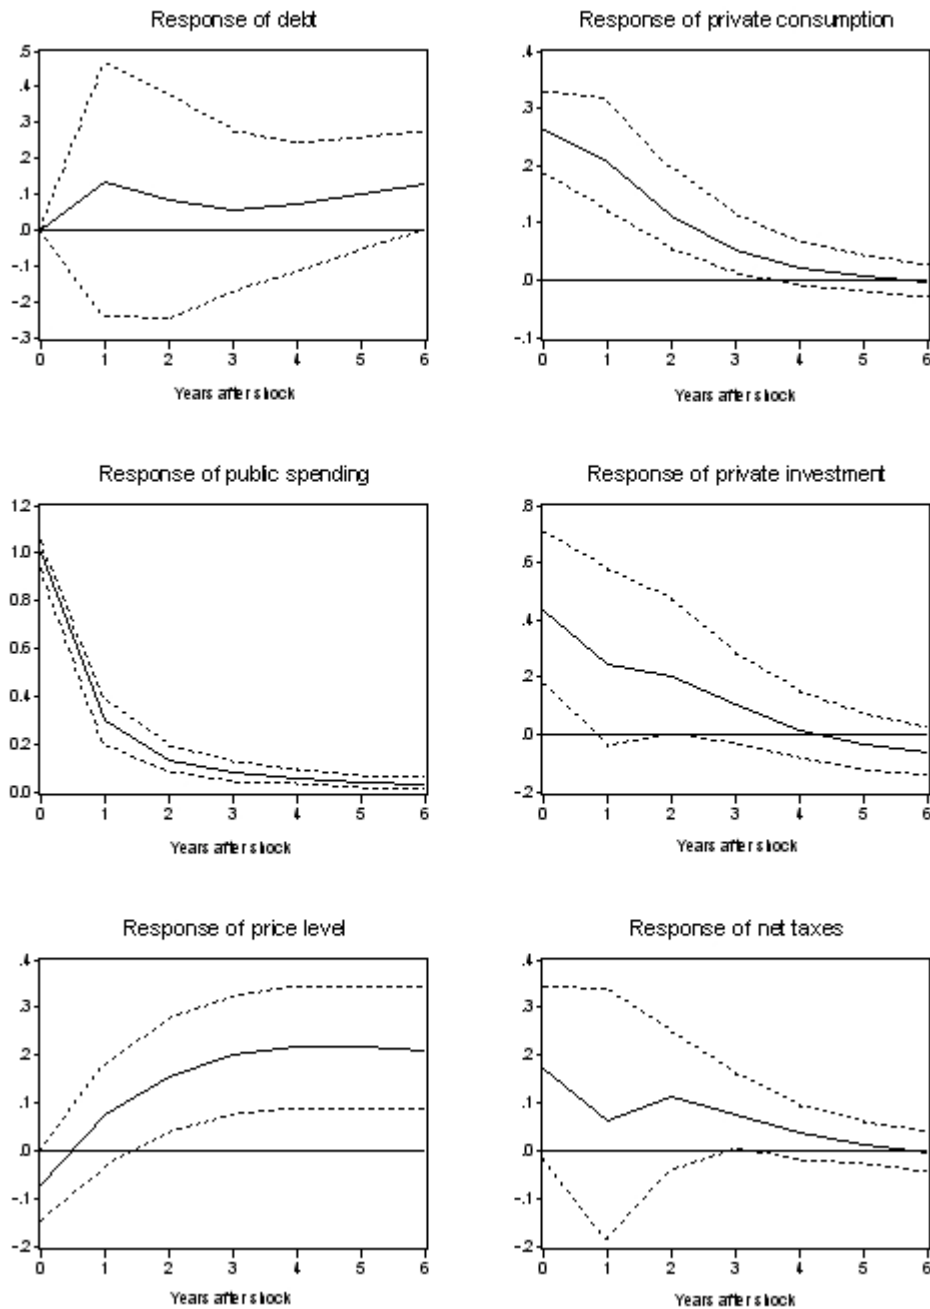 Response of debt
.5
.4
.3
.2
.1
.0
-.1
-.2
-.3
0 1 2 3 4 5 6
Years after shock
Response of private consumption
.4
.3
.2
.1
.0
-.1
0 1 2 3 4 5 6
Years after shock
Response of public spending
1.2
1.0
0.8
0.6
0.4
0.2
0.0
0 1 2 3 4 5 6
Years after shock
Response of private investment
.8
.6
.4
.2
.0
-.2
0 1 2 3 4 5 6
Years after shock
Response of price level
.4
.3
.2
.1
.0
-.1
-.2
0 1 2 3 4 5 6
Years after shock
Response of net taxes
.4
.3
.2
.1
.0
-.1
-.2
0 1 2 3 4 5 6
Years after shock